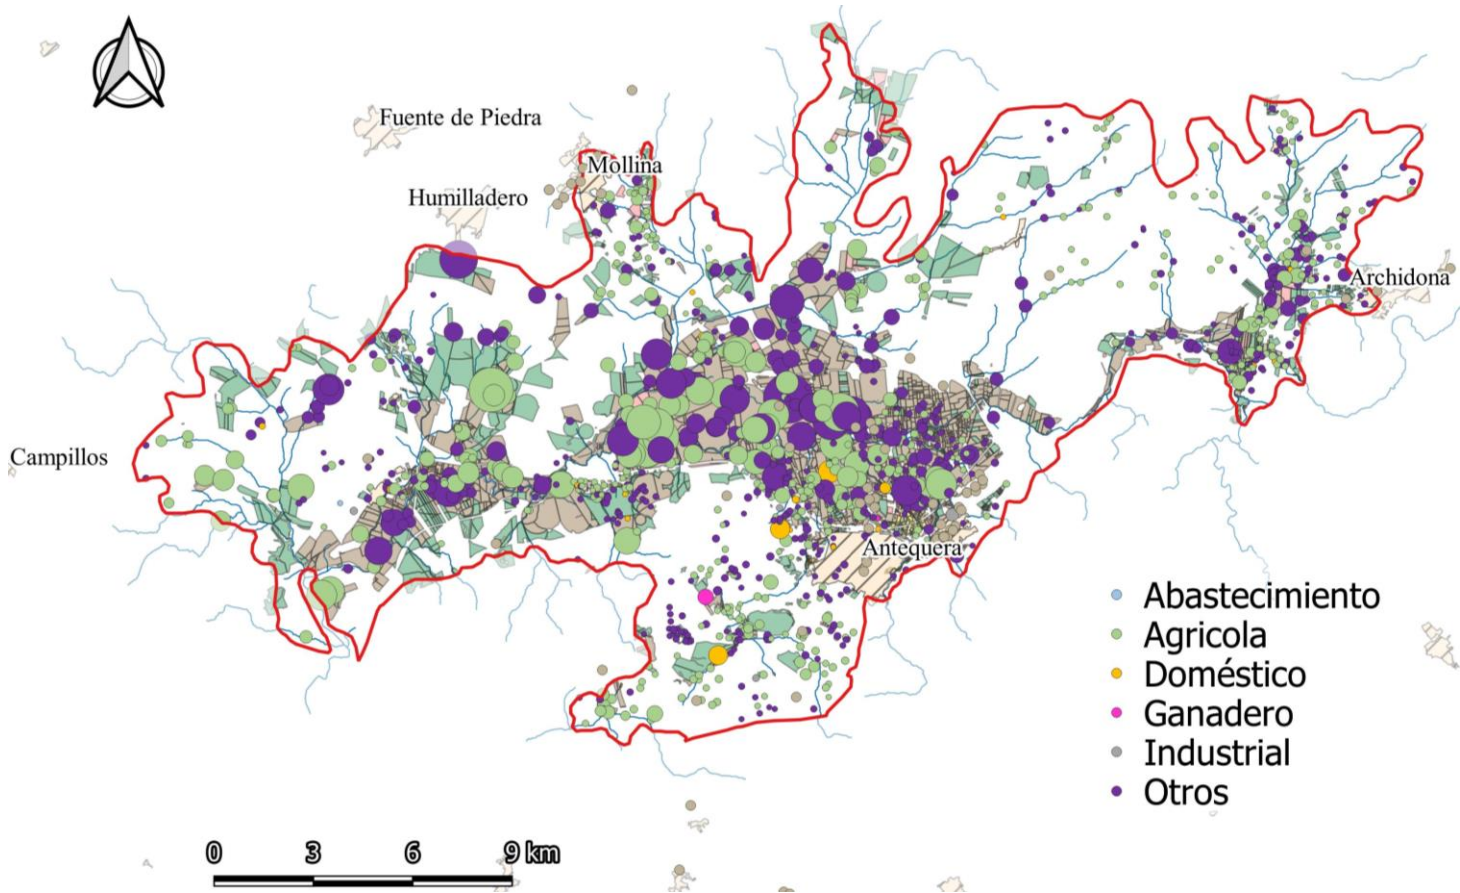 Fuente de Piedra
Mollina
Humilladero
Archidona
Campillos
Antequera
Abastecimiento
Agricola
Doméstico
Ganadero
Industrial
Otros
0 3 6 9 km